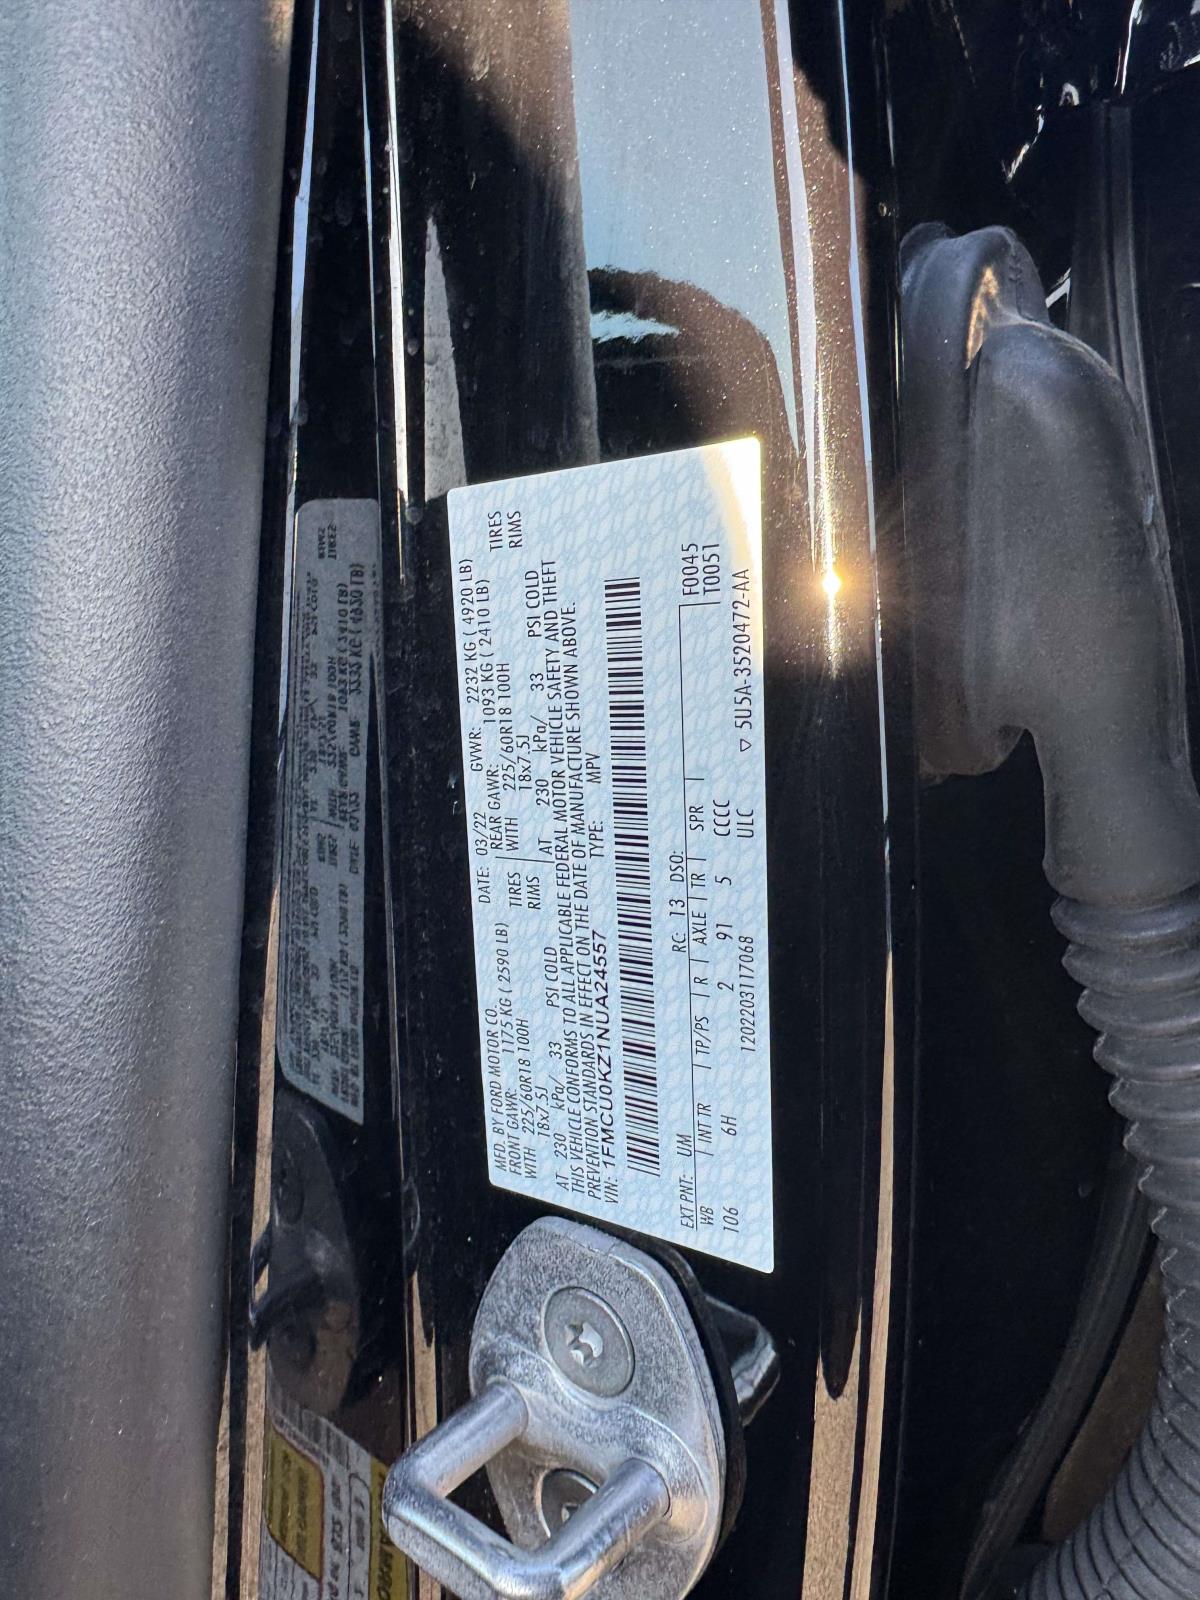 MFD. BY FORD MOTOR CO.
DATE: 03/22 GVWR: 2232 KG ( 4920 LB)
FRONT GAWR: 1175 KG ( 2590 LB)
REAR GAWR: 1093 KG ( 2410 LB)
WITH 225/60R18 100H TIRES
WITH 225/60R18 100H TIRES
18x7.5J RIMS
18x7.5J RIMS
AT 230 kPa/ 33 PSI COLD
AT 230 kPa/ 33 PSI COLD
THIS VEHICLE CONFORMS TO ALL APPLICABLE FEDERAL MOTOR VEHICLE SAFETY AND THEFT
PREVENTION STANDARDS IN EFFECT ON THE DATE OF MANUFACTURE SHOWN ABOVE.
VIN: 1FMCU0KZ1NUA24557 TYPE: MPV
EXT PNT: UM RC: 13 DSO: F0045
WB INT TR TP/PS R AXLE TR SPR T0051
106 6H 2 91 5 CCCC
1202203117068 ULC ▽ 5U5A-3520472-AA